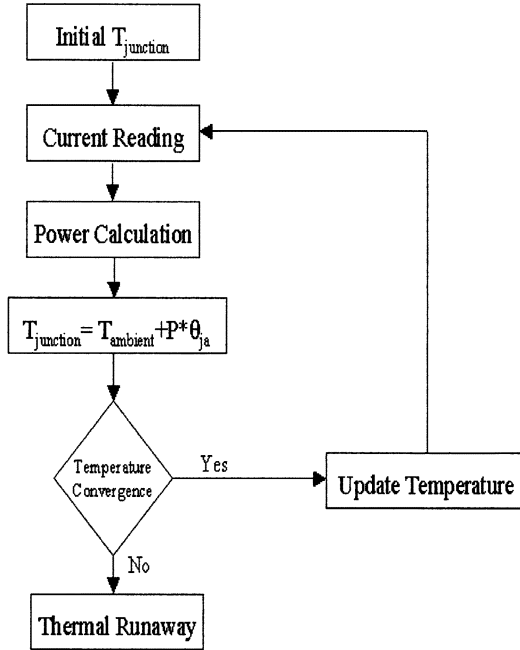 Initial T_junction
Current Reading
Power Calculation
T_junction = T_ambient+P*θ_ja
Temperature
Convergence
Yes
Update Temperature
No
Thermal Runaway